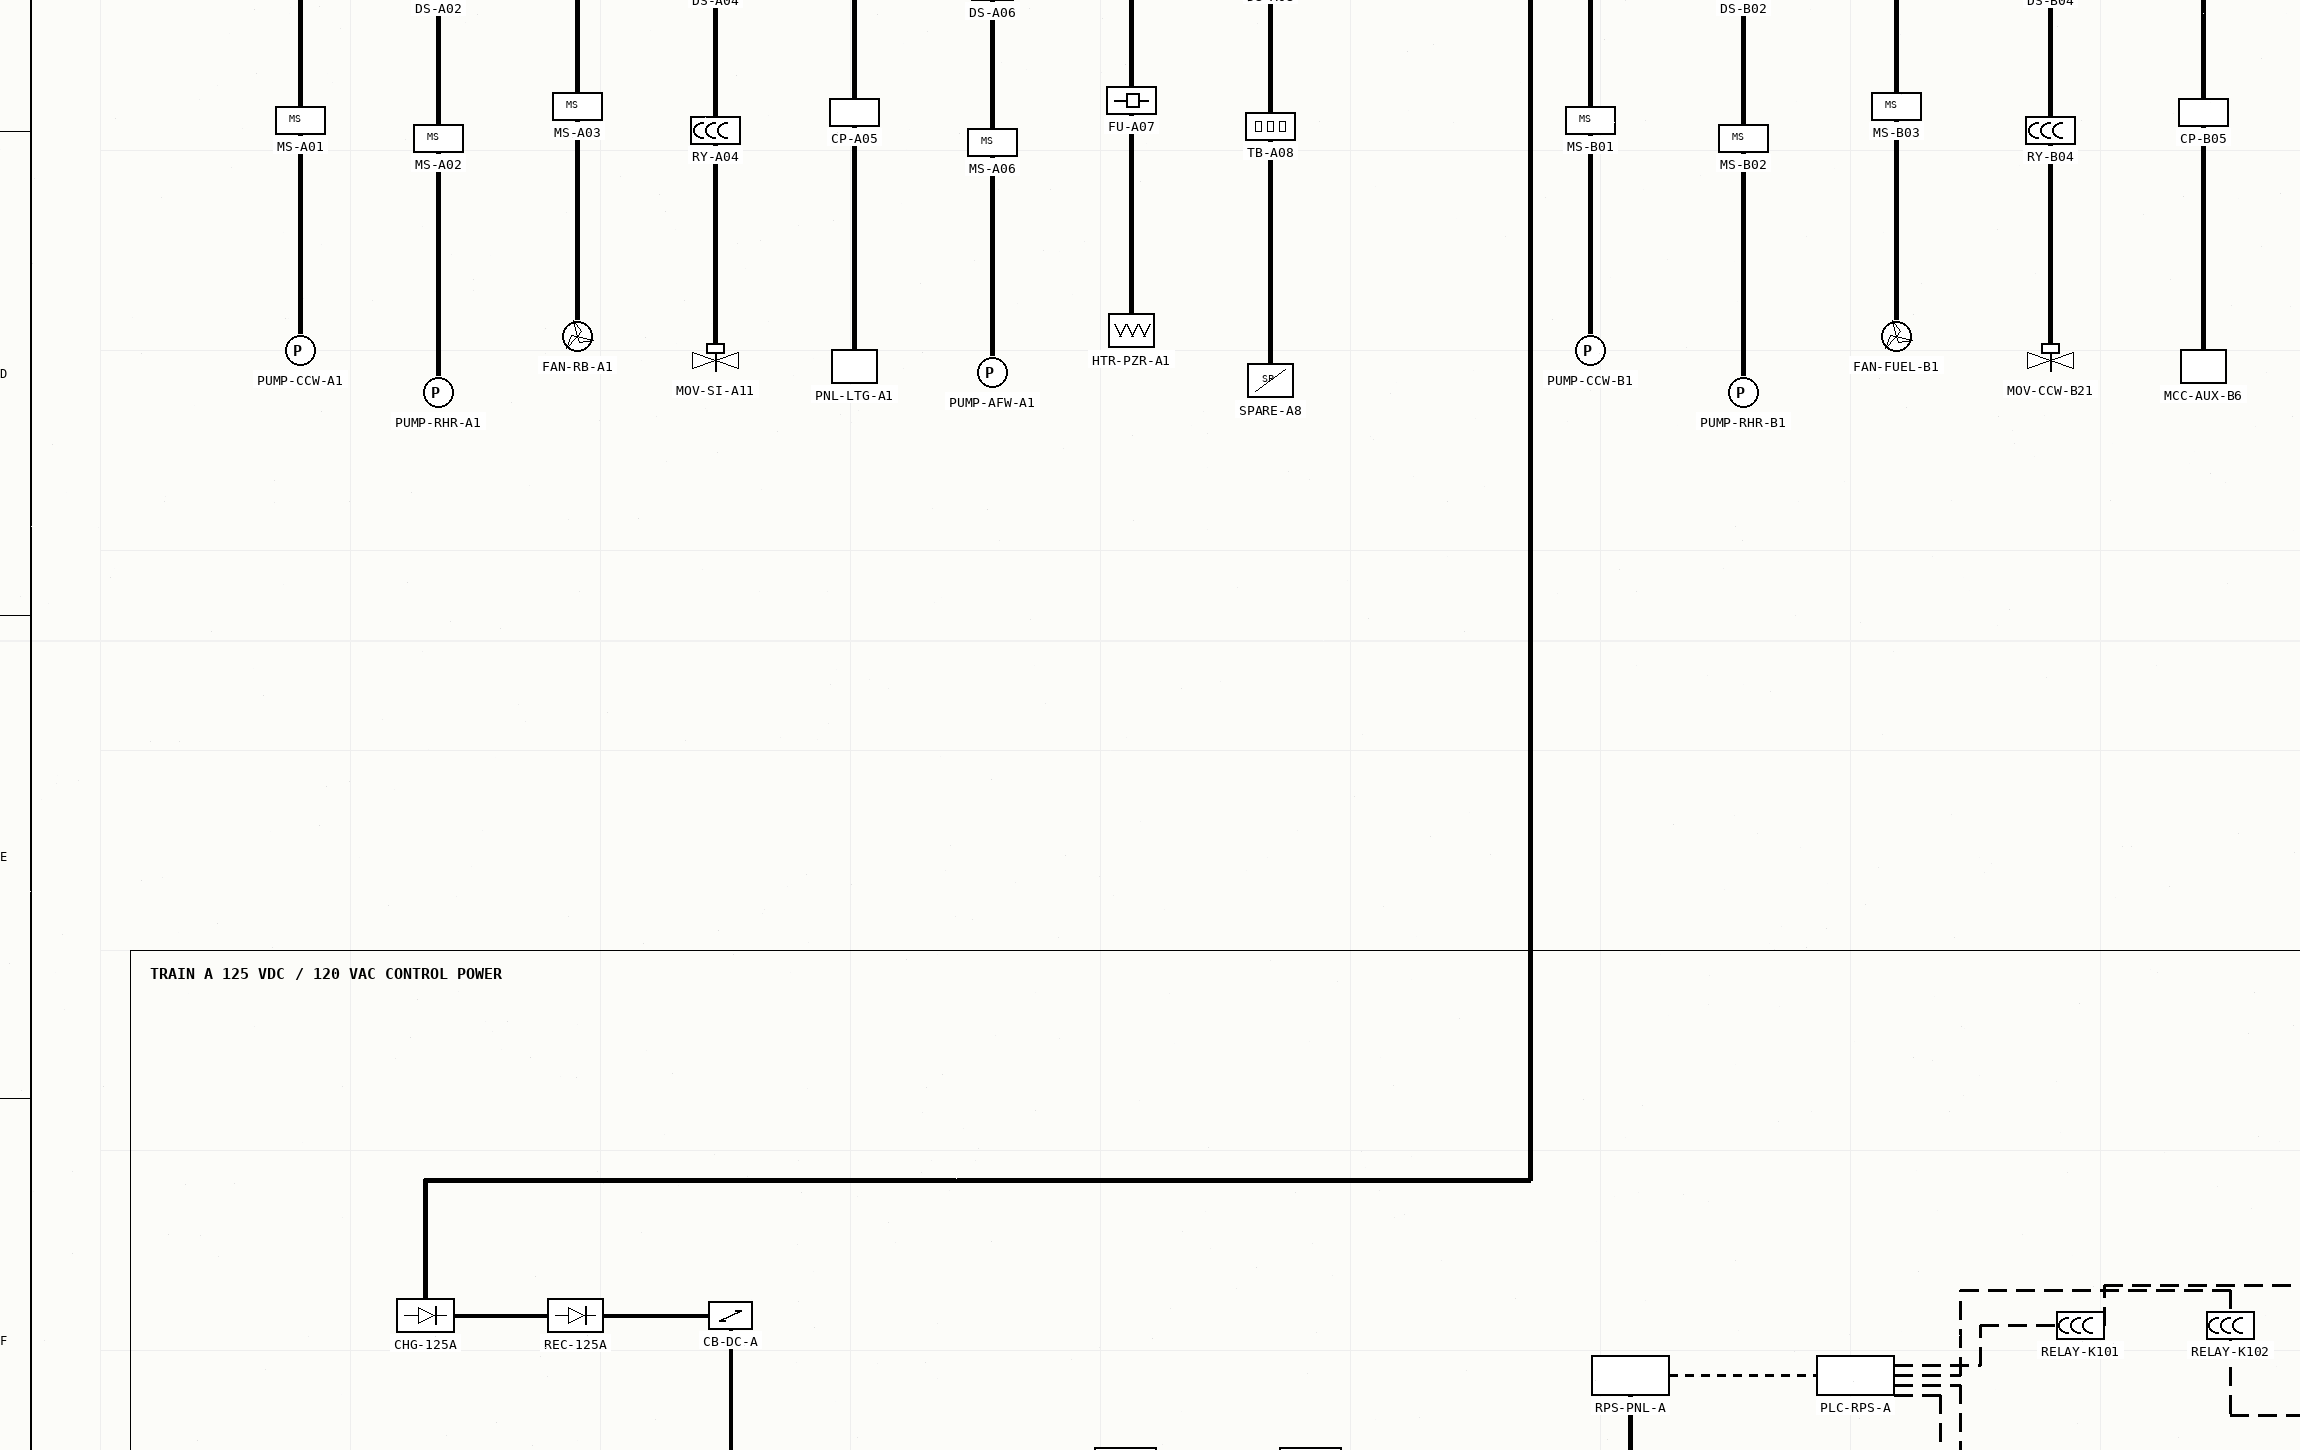 DS-A02
DS-A04
DS-A06
DS-B02
DS-B04
MS
MS-A01
MS
MS-A02
MS
MS-A03
RY-A04
CP-A05
MS
MS-A06
FU-A07
TB-A08
MS
MS-B01
MS
MS-B02
MS
MS-B03
RY-B04
CP-B05
D
P
PUMP-CCW-A1
P
PUMP-RHR-A1
FAN-RB-A1
MOV-SI-A11
PNL-LTG-A1
P
PUMP-AFW-A1
HTR-PZR-A1
SP
SPARE-A8
P
PUMP-CCW-B1
P
PUMP-RHR-B1
FAN-FUEL-B1
MOV-CCW-B21
MCC-AUX-B6
E
TRAIN A 125 VDC / 120 VAC CONTROL POWER
F
CHG-125A
REC-125A
CB-DC-A
RELAY-K101
RELAY-K102
RPS-PNL-A
PLC-RPS-A